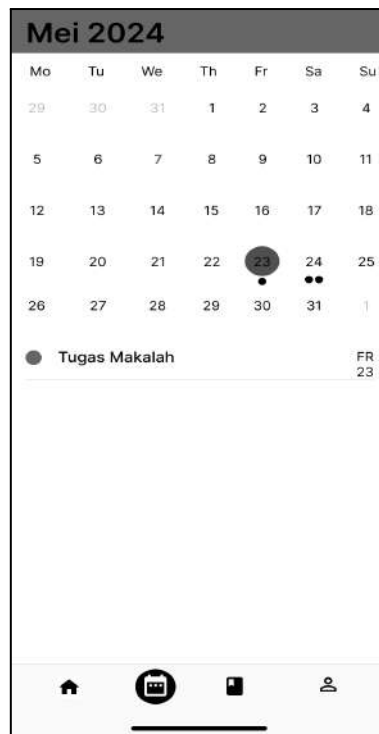 Mei 2024
Mo Tu We Th Fr Sa Su
29 30 31 1 2 3 4
5 6 7 8 9 10 11
12 13 14 15 16 17 18
19 20 21 22 23 24 25
26 27 28 29 30 31 1
Tugas Makalah FR
23